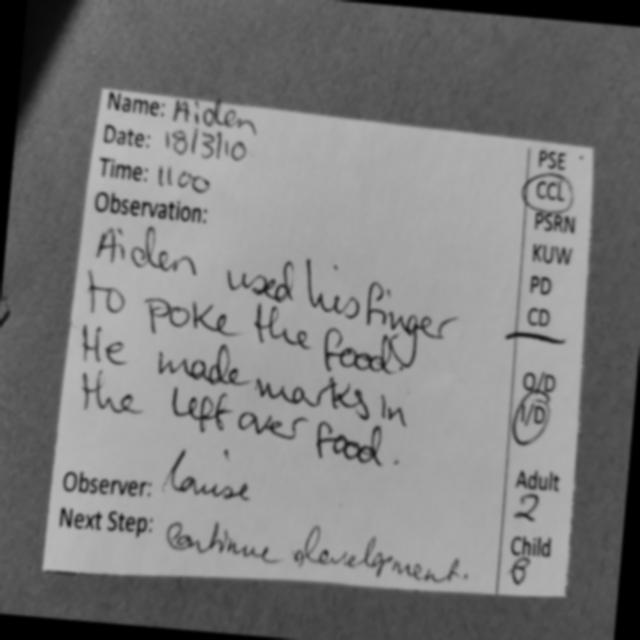 Name: Aiden
Date: 18/3/10
Time: 1100
Observation:
Aiden used his finger
to poke the food.
He made marks in
the left over food.
Observer: Louise
Next Step: Continue development.
PSE
CCL
PSRN
KUW
PD
CD
O/D
I/D
Adult
2
Child
8